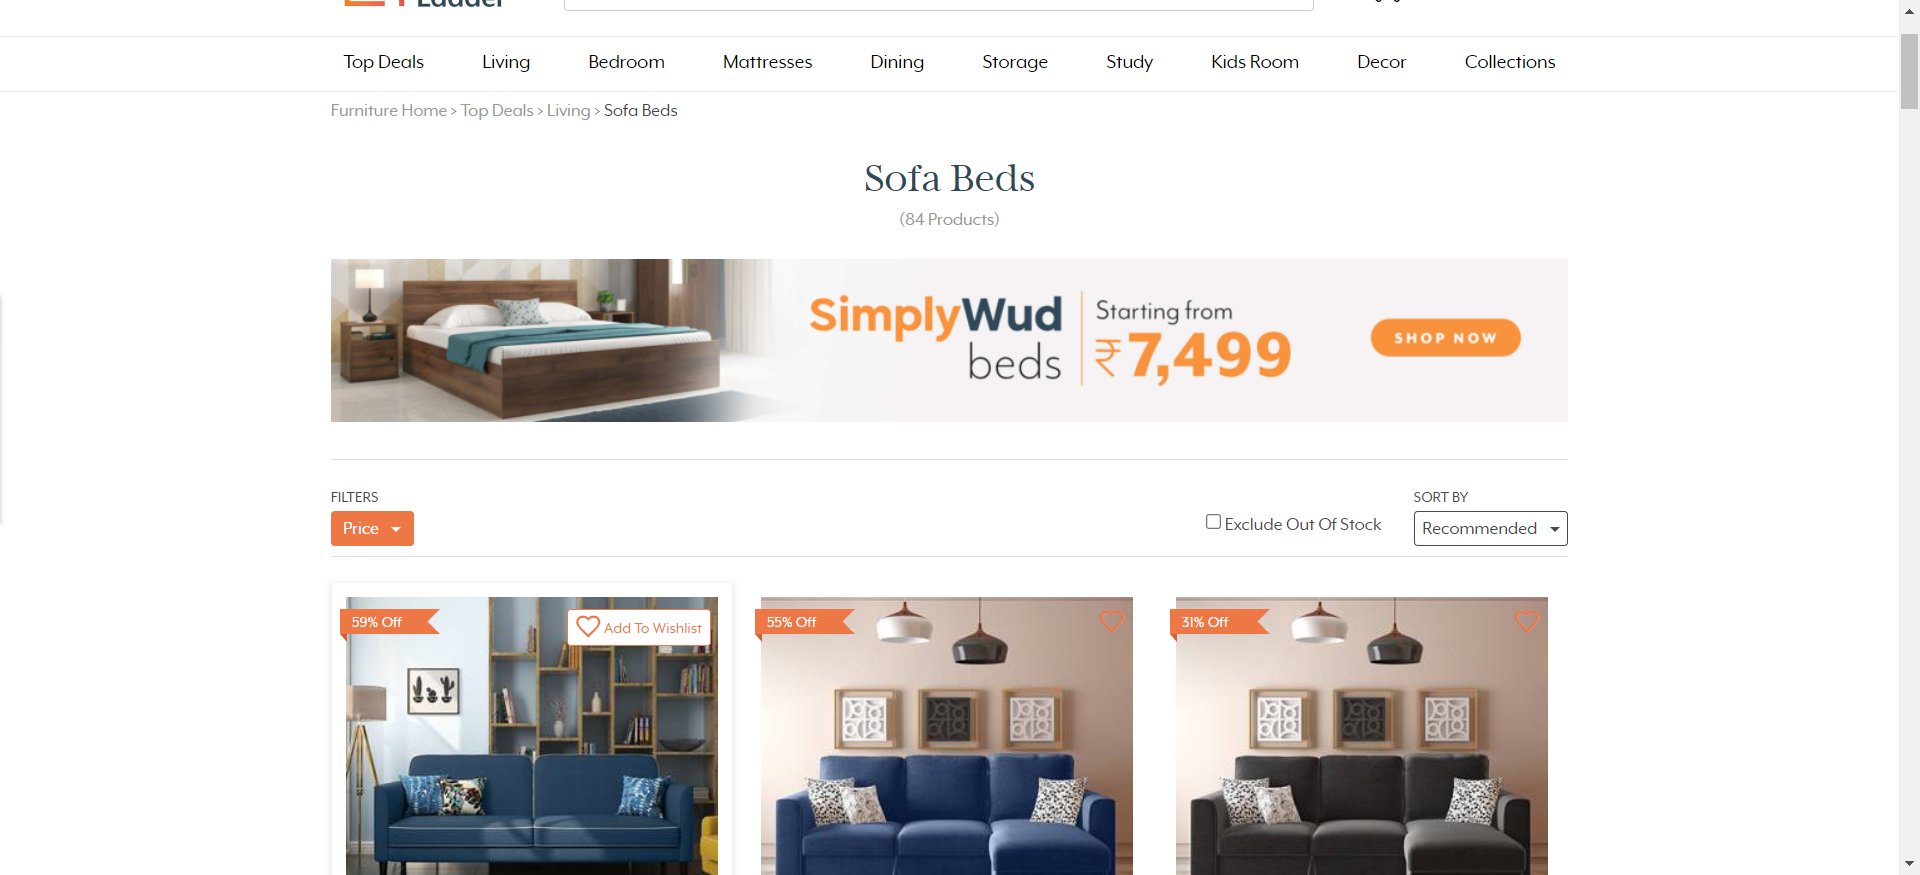 Ladder
Top Deals Living Bedroom Mattresses Dining Storage Study Kids Room Decor Collections
Furniture Home > Top Deals > Living > Sofa Beds
Sofa Beds
(84 Products)
SimplyWud beds
Starting from
₹7,499
SHOP NOW
FILTERS
Price
Exclude Out Of Stock
SORT BY
Recommended
59% Off
Add To Wishlist
55% Off
31% Off